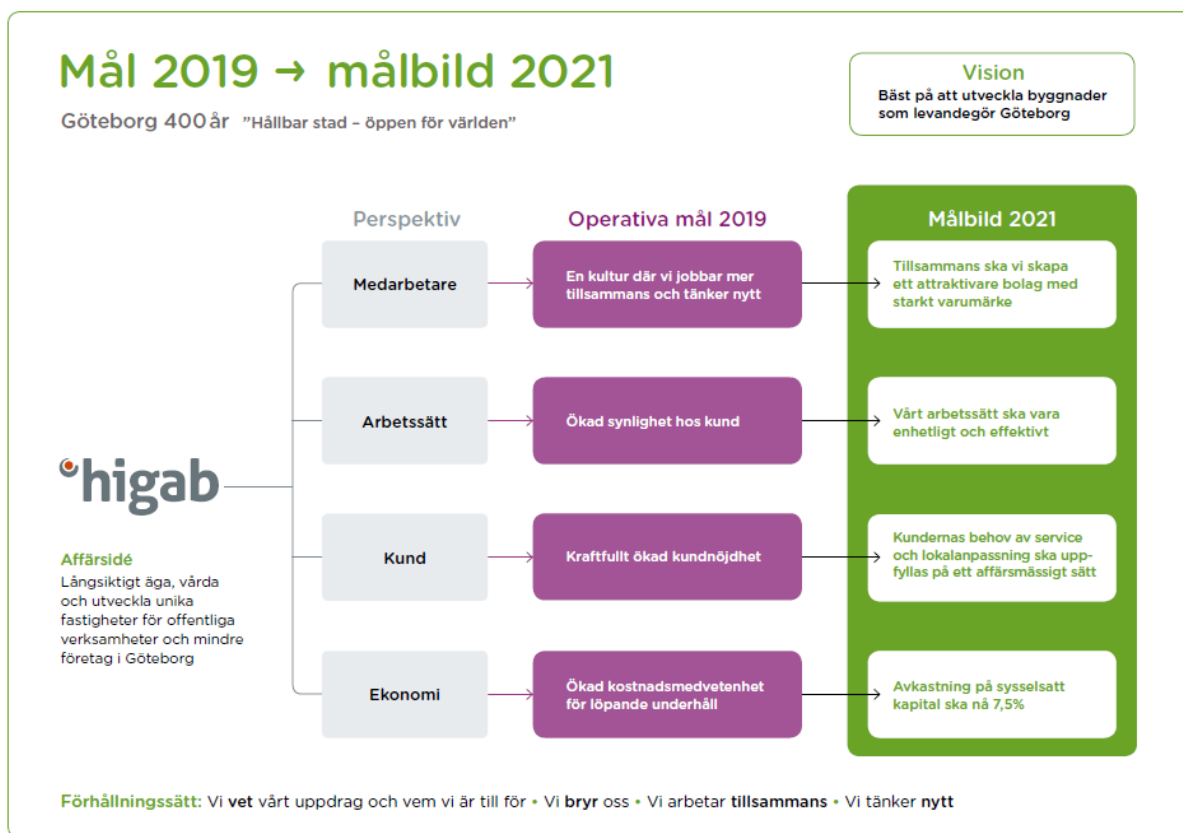 Mål 2019 → målbild 2021
Göteborg 400 år "Hållbar stad – öppen för världen"
Vision
Bäst på att utveckla byggnader
som levandegör Göteborg
Perspektiv
Operativa mål 2019
Målbild 2021
Medarbetare
En kultur där vi jobbar mer
tillsammans och tänker nytt
Tillsammans ska vi skapa
ett attraktivare bolag med
starkt varumärke
Arbetssätt
Ökad synlighet hos kund
Vårt arbetssätt ska vara
enhetligt och effektivt
higab
Affärsidé
Långsiktigt äga, vårda
och utveckla unika
fastigheter för offentliga
verksamheter och mindre
företag i Göteborg
Kund
Kraftfullt ökad kundnöjdhet
Kundernas behov av service
och lokalanpassning ska upp-
fyllas på ett affärsmässigt sätt
Ekonomi
Ökad kostnadsmedvetenhet
för löpande underhåll
Avkastning på sysselsatt
kapital ska nå 7,5%
Förhållningssätt: Vi vet vårt uppdrag och vem vi är till för • Vi bryr oss • Vi arbetar tillsammans • Vi tänker nytt